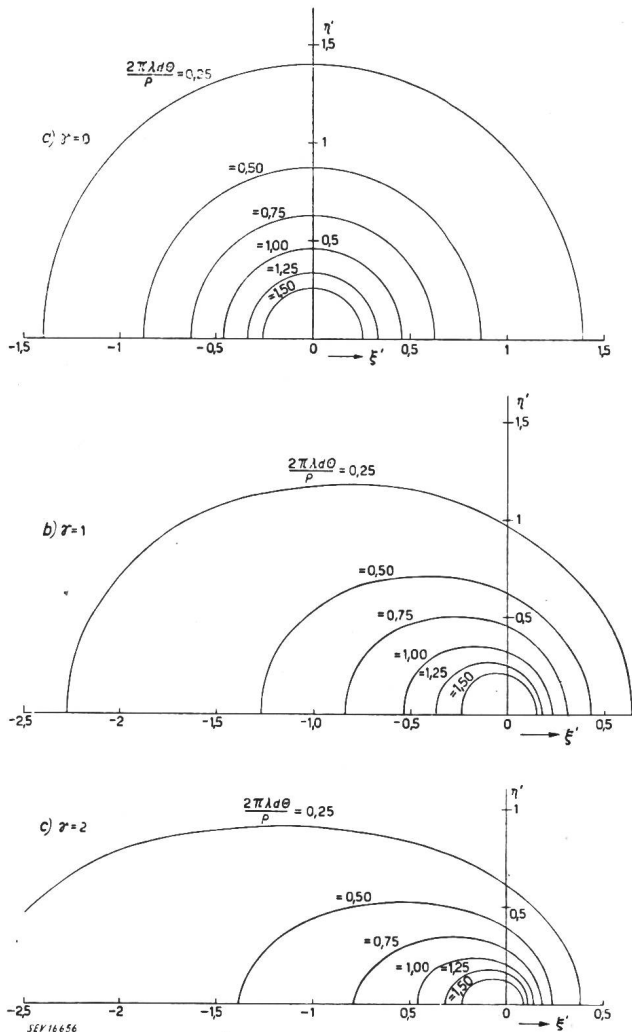 η'
1,5
2πλdΘ/ρ = 0,25
c) γ=0
1
=0,50
=0,75
0,5
=1,00
=1,25
=1,50
-1,5 -1 -0,5 0 0,5 1 1,5
→ ξ'
η'
1,5
2πλdΘ/ρ = 0,25
1
b) γ=1
=0,50
=0,75
0,5
=1,00
=1,25
=1,50
-2,5 -2 -1,5 -1,0 -0,5 0 0,5
→ ξ'
η'
2πλdΘ/ρ = 0,25
1
c) γ=2
=0,50
0,5
=0,75
=1,00 =1,25
=1,50
-2,5 -2 -1,5 -1,0 -0,5 0 0,5
→ ξ'
SEV16656